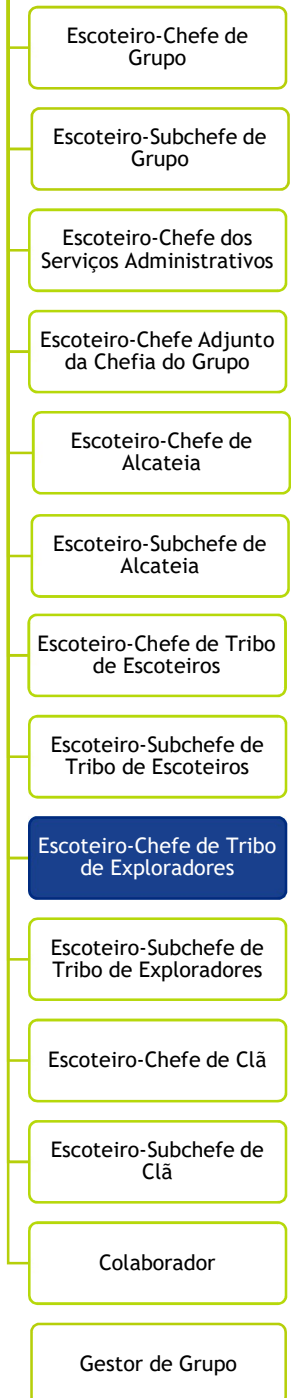 Escoteiro-Chefe de
Grupo
Escoteiro-Subchefe de
Grupo
Escoteiro-Chefe dos
Serviços Administrativos
Escoteiro-Chefe Adjunto
da Chefia do Grupo
Escoteiro-Chefe de
Alcateia
Escoteiro-Subchefe de
Alcateia
Escoteiro-Chefe de Tribo
de Escoteiros
Escoteiro-Subchefe de
Tribo de Escoteiros
Escoteiro-Chefe de Tribo
de Exploradores
Escoteiro-Subchefe de
Tribo de Exploradores
Escoteiro-Chefe de Clã
Escoteiro-Subchefe de
Clã
Colaborador
Gestor de Grupo